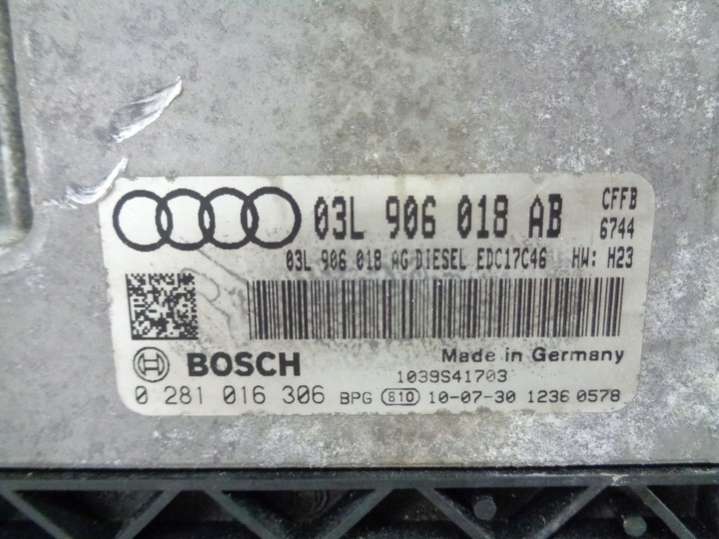 03L 906 018 AB CFFB
6744
03L 906 018 AG DIESEL EDC17C46 HW: H23
BOSCH Made in Germany
1039S41703
0 281 016 306 BPG 810 10-07-30 1236 0578